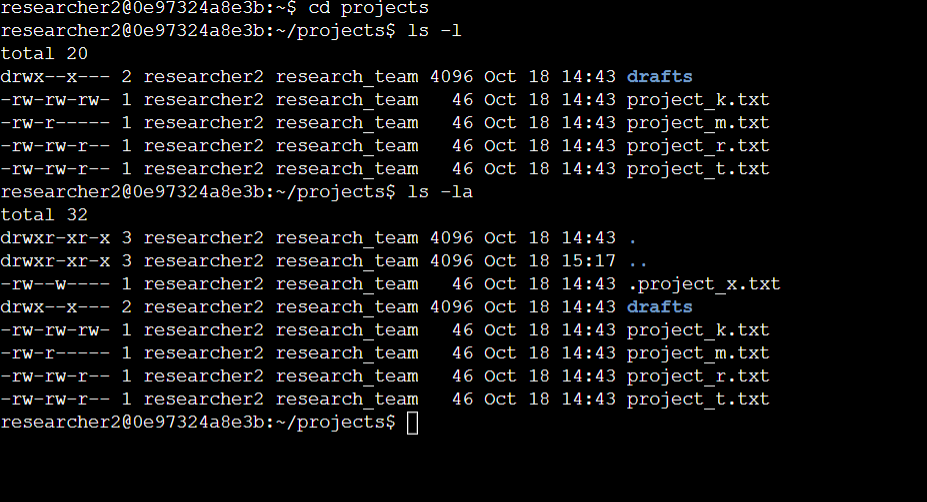 researcher2@0e97324a8e3b:~$ cd projects
researcher2@0e97324a8e3b:~/projects$ ls -l
total 20
drwx--x--- 2 researcher2 research_team 4096 Oct 18 14:43 drafts
-rw-rw-rw- 1 researcher2 research_team   46 Oct 18 14:43 project_k.txt
-rw-r----- 1 researcher2 research_team   46 Oct 18 14:43 project_m.txt
-rw-rw-r-- 1 researcher2 research_team   46 Oct 18 14:43 project_r.txt
-rw-rw-r-- 1 researcher2 research_team   46 Oct 18 14:43 project_t.txt
researcher2@0e97324a8e3b:~/projects$ ls -la
total 32
drwxr-xr-x 3 researcher2 research_team 4096 Oct 18 14:43 .
drwxr-xr-x 3 researcher2 research_team 4096 Oct 18 15:17 ..
-rw--w---- 1 researcher2 research_team   46 Oct 18 14:43 .project_x.txt
drwx--x--- 2 researcher2 research_team 4096 Oct 18 14:43 drafts
-rw-rw-rw- 1 researcher2 research_team   46 Oct 18 14:43 project_k.txt
-rw-r----- 1 researcher2 research_team   46 Oct 18 14:43 project_m.txt
-rw-rw-r-- 1 researcher2 research_team   46 Oct 18 14:43 project_r.txt
-rw-rw-r-- 1 researcher2 research_team   46 Oct 18 14:43 project_t.txt
researcher2@0e97324a8e3b:~/projects$